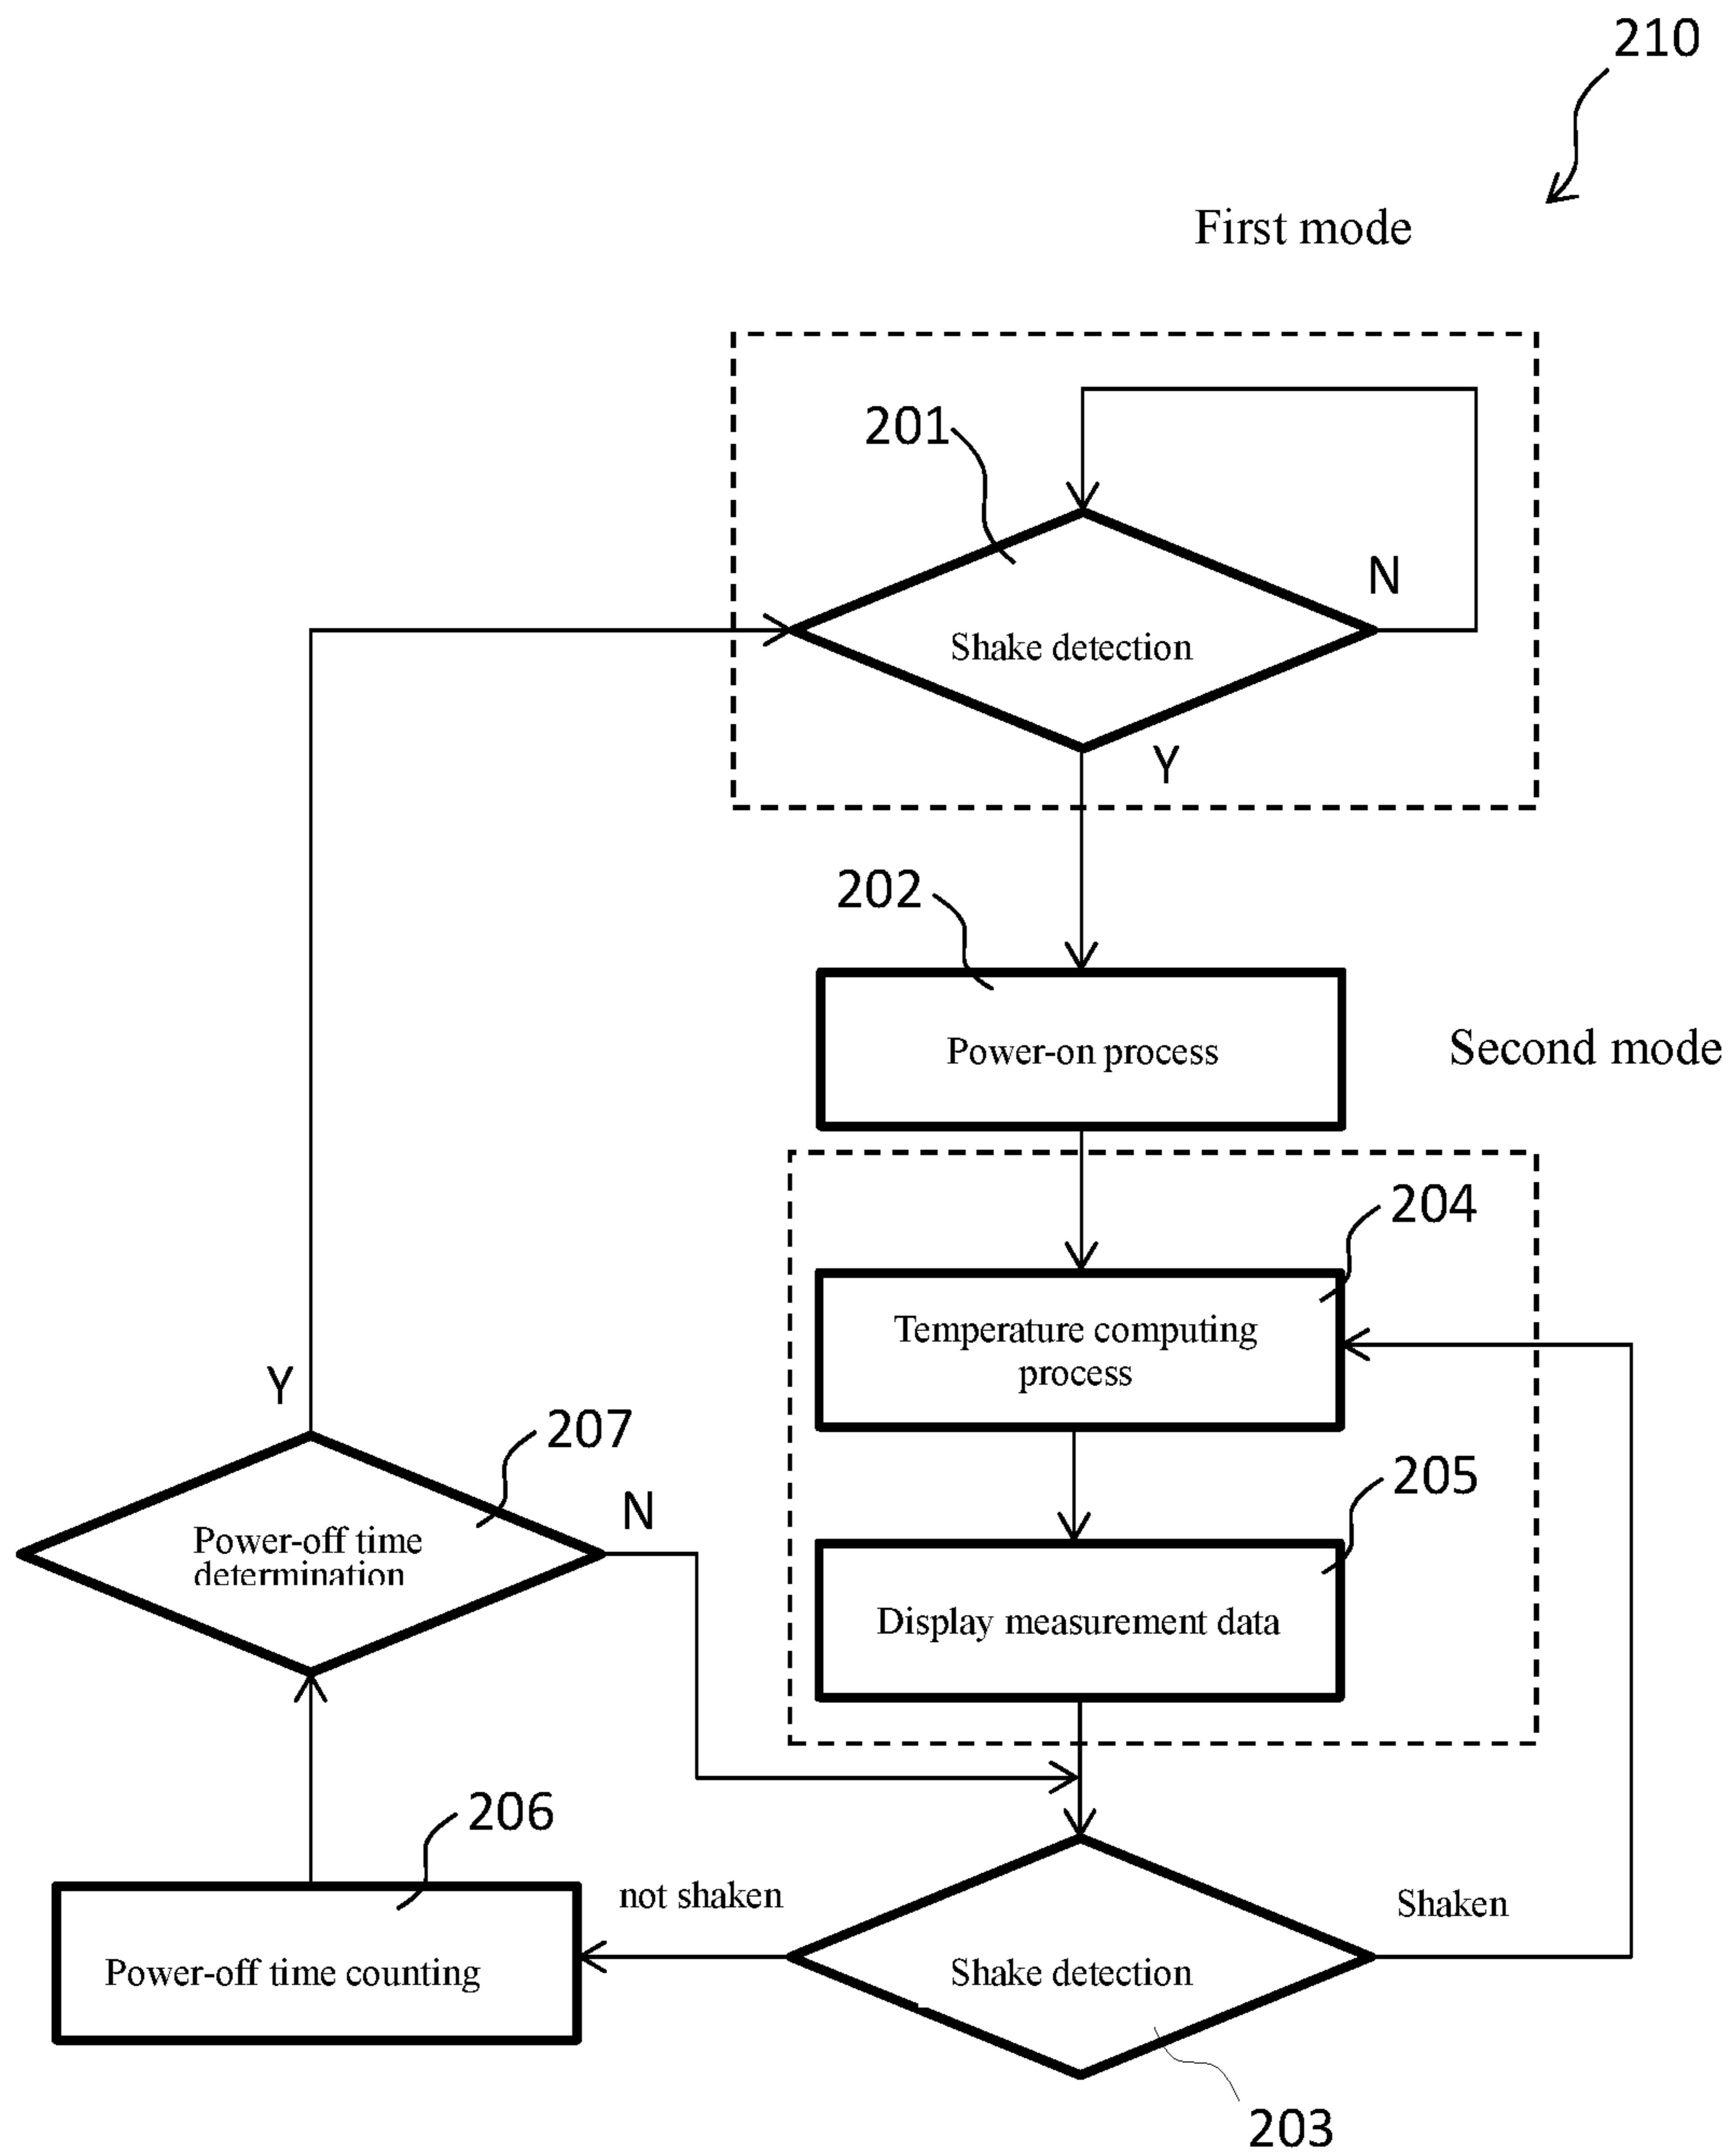 210
First mode
201
N
Shake detection
Y
202
Power-on process
Second mode
204
Temperature computing
process
Y
207
205
N
Power-off time
determination
Display measurement data
206
not shaken
Shaken
Power-off time counting
Shake detection
203